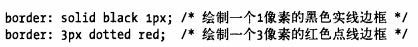 border: solid black 1px; /* 绘制一个1像素的黑色实线边框 */
border: 3px dotted red; /* 绘制一个3像素的红色点线边框 */